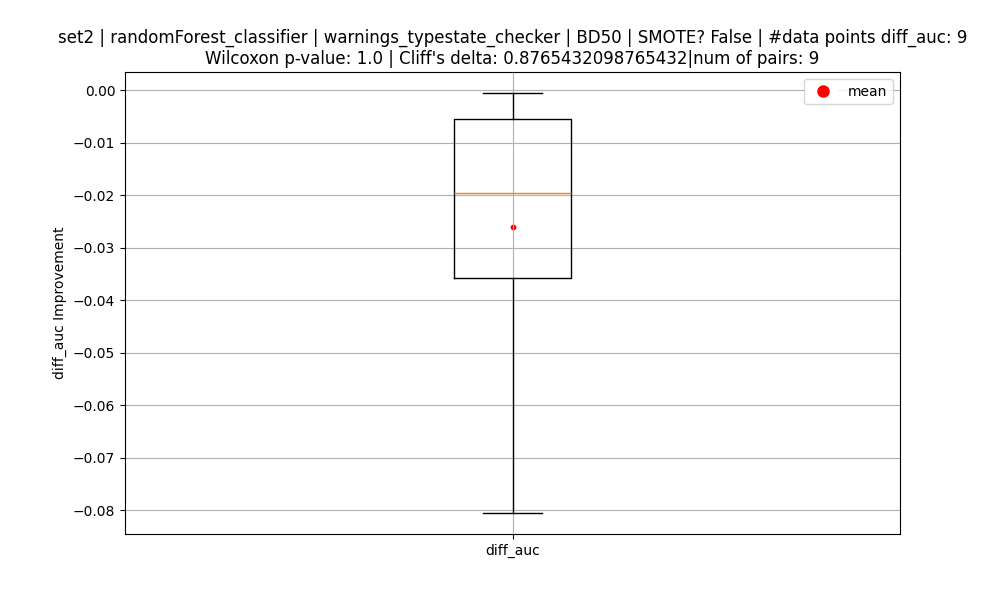 set2 | randomForest_classifier | warnings_typestate_checker | BD50 | SMOTE? False | #data points diff_auc: 9
Wilcoxon p-value: 1.0 | Cliff's delta: 0.8765432098765432|num of pairs: 9
mean
0.00
−0.01
−0.02
−0.03
−0.04
−0.05
−0.06
−0.07
−0.08
diff_auc Improvement
diff_auc